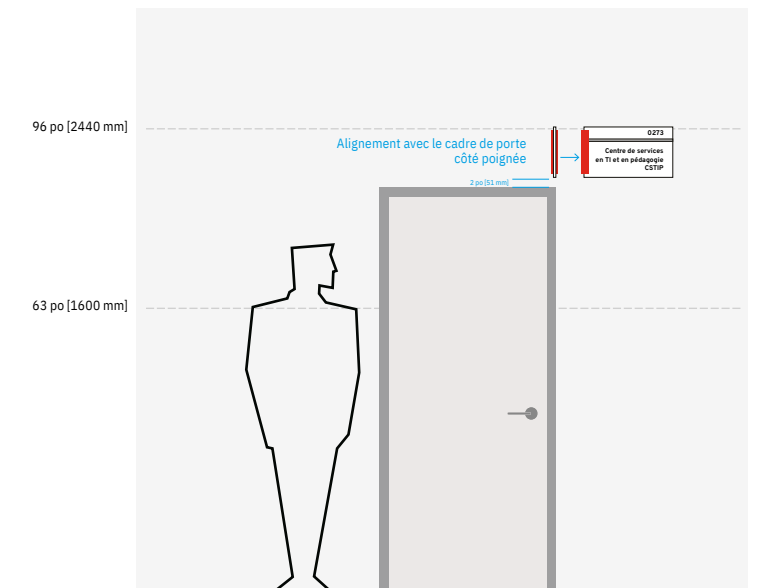 96 po [2440 mm]
0273
Alignement avec le cadre de porte
côté poignée
Centre de services
en TI et en pédagogie
CSTIP
2 po [51 mm]
63 po [1600 mm]